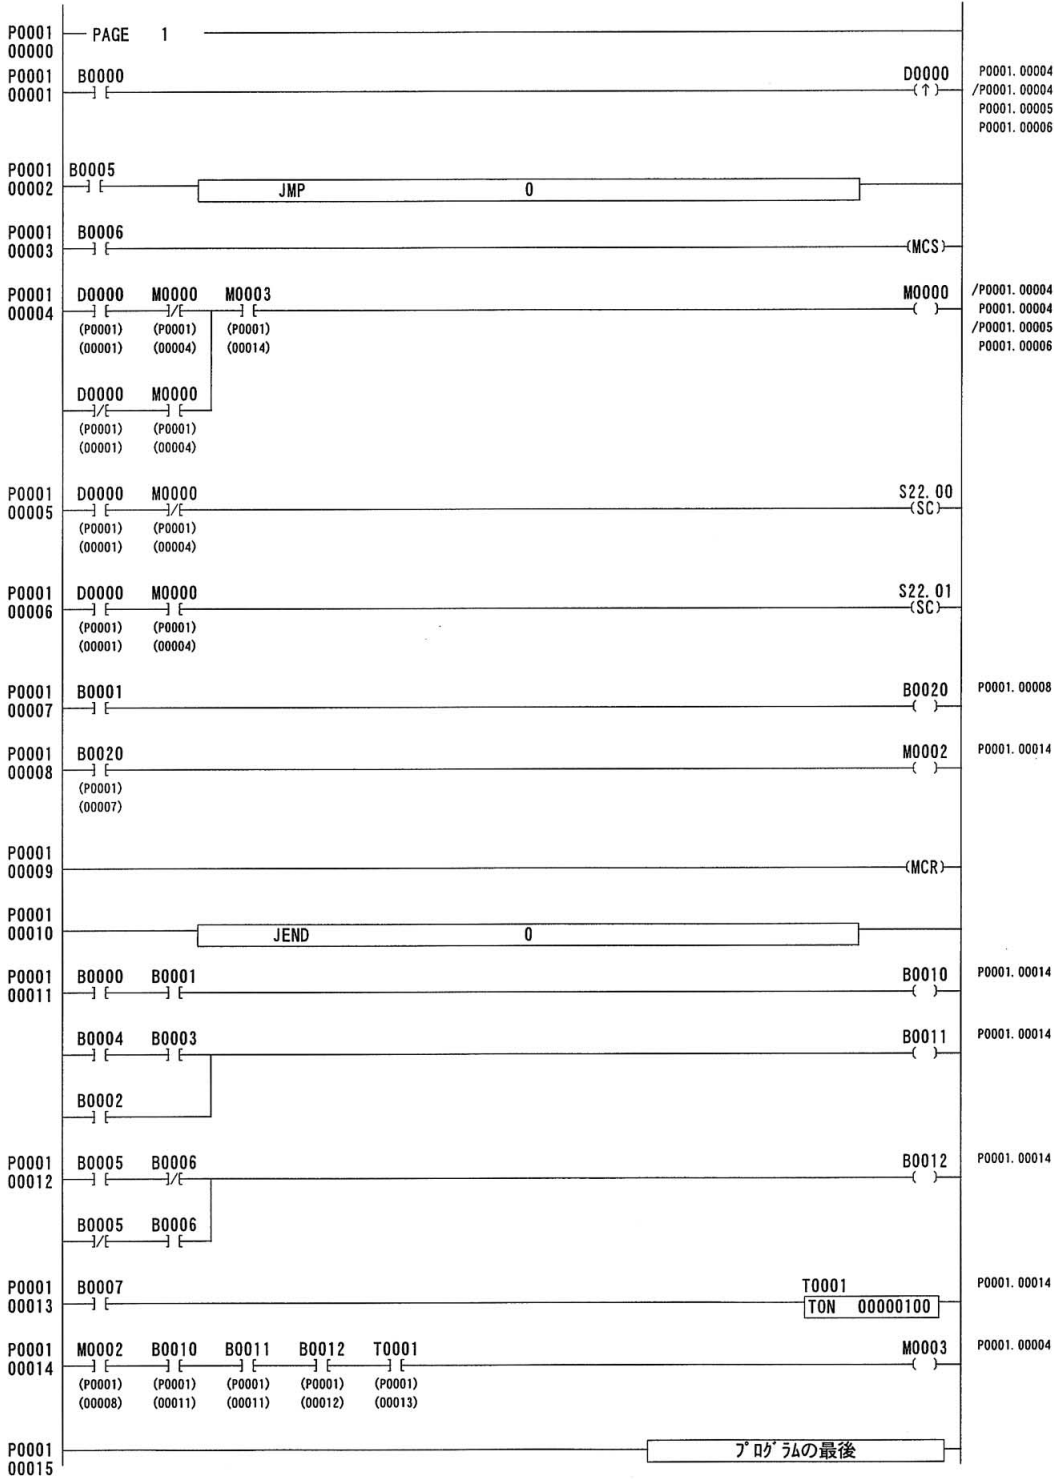 P0001
00000
PAGE 1
P0001
00001
B0000
D0000
(↑)
P0001.00004
/P0001.00004
P0001.00005
P0001.00006
P0001
00002
B0005
JMP 0
P0001
00003
B0006
(MCS)
P0001
00004
D0000 M0000 M0003
M0000
/P0001.00004
P0001.00004
/P0001.00005
P0001.00006
(P0001) (P0001) (P0001)
(00001) (00004) (00014)
D0000 M0000
(P0001) (P0001)
(00001) (00004)
P0001
00005
D0000 M0000
S22.00
(SC)
(P0001) (P0001)
(00001) (00004)
P0001
00006
D0000 M0000
S22.01
(SC)
(P0001) (P0001)
(00001) (00004)
P0001
00007
B0001
B0020
P0001.00008
P0001
00008
B0020
M0002
P0001.00014
(P0001)
(00007)
P0001
00009
(MCR)
P0001
00010
JEND 0
P0001
00011
B0000 B0001
B0010
P0001.00014
B0004 B0003
B0011
P0001.00014
B0002
P0001
00012
B0005 B0006
B0012
P0001.00014
B0005 B0006
P0001
00013
B0007
T0001
TON 00000100
P0001.00014
P0001
00014
M0002 B0010 B0011 B0012 T0001
M0003
P0001.00004
(P0001) (P0001) (P0001) (P0001) (P0001)
(00008) (00011) (00011) (00012) (00013)
P0001
00015
ﾌﾟﾛｸﾞﾗﾑの最後